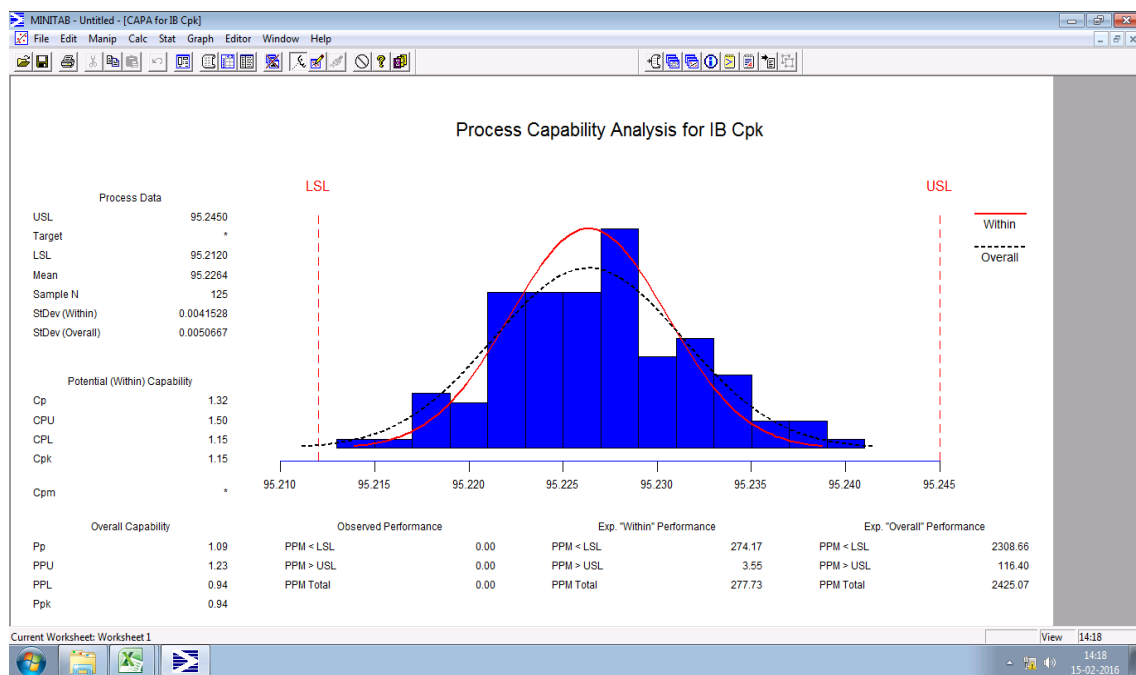 MINITAB - Untitled - [CAPA for IB Cpk]
File Edit Manip Calc Stat Graph Editor Window Help
Process Capability Analysis for IB Cpk
LSL USL
Process Data
USL 95.2450
Target *
LSL 95.2120
Mean 95.2264
Sample N 125
StDev (Within) 0.0041528
StDev (Overall) 0.0050667
Within
Overall
Potential (Within) Capability
Cp 1.32
CPU 1.50
CPL 1.15
Cpk 1.15
Cpm *
95.210 95.215 95.220 95.225 95.230 95.235 95.240 95.245
Overall Capability
Pp 1.09
PPU 1.23
PPL 0.94
Ppk 0.94
Observed Performance
PPM < LSL 0.00
PPM > USL 0.00
PPM Total 0.00
Exp. "Within" Performance
PPM < LSL 274.17
PPM > USL 3.55
PPM Total 277.73
Exp. "Overall" Performance
PPM < LSL 2308.66
PPM > USL 116.40
PPM Total 2425.07
Current Worksheet: Worksheet 1 View 14:18
14:18
15-02-2016